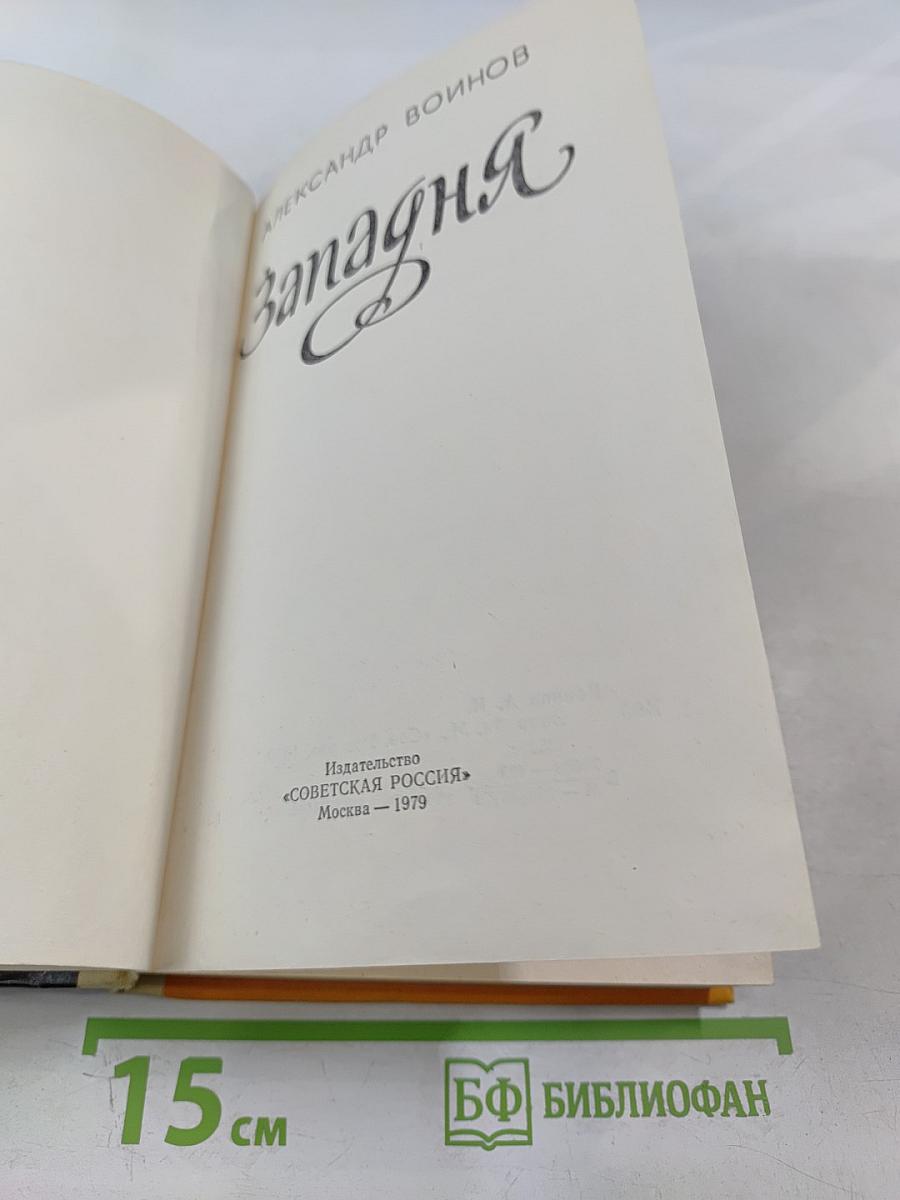 АЛЕКСАНДР ВОИНОВ
Западня
Издательство
«СОВЕТСКАЯ РОССИЯ»
Москва — 1979
15 см
БФ БИБЛИОФАН